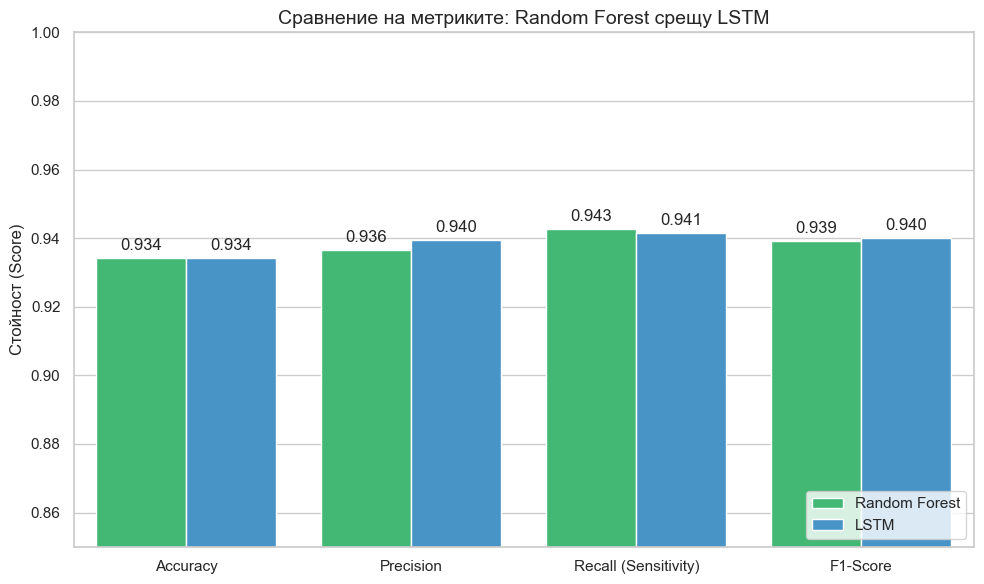 Сравнение на метриките: Random Forest срещу LSTM
Стойност (Score)
1.00
0.98
0.96
0.94
0.92
0.90
0.88
0.86
0.934
0.934
0.936
0.940
0.943
0.941
0.939
0.940
Random Forest
LSTM
Accuracy
Precision
Recall (Sensitivity)
F1-Score